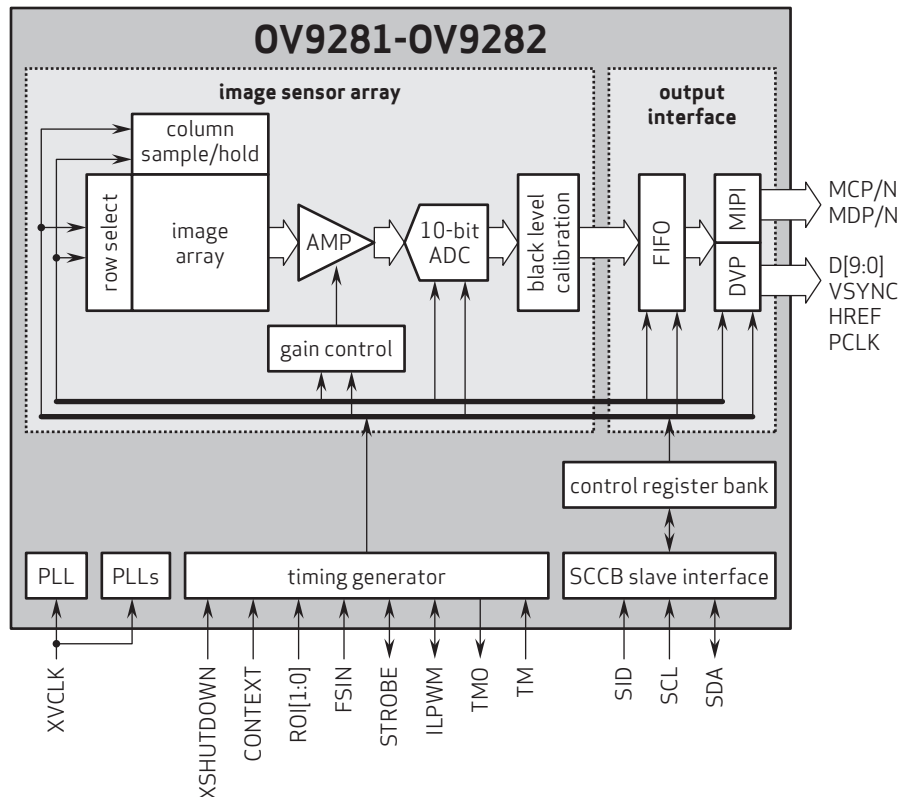 OV9281-OV9282
image sensor array
output
interface
column
sample/hold
row select
image
array
AMP
10-bit
ADC
black level
calibration
FIFO
MIPI
DVP
MCP/N
MDP/N
D[9:0]
VSYNC
HREF
PCLK
gain control
control register bank
PLL
PLLs
timing generator
SCCB slave interface
XVCLK
XSHUTDOWN
CONTEXT
ROI[1:0]
FSIN
STROBE
ILPWM
TMO
TM
SID
SCL
SDA